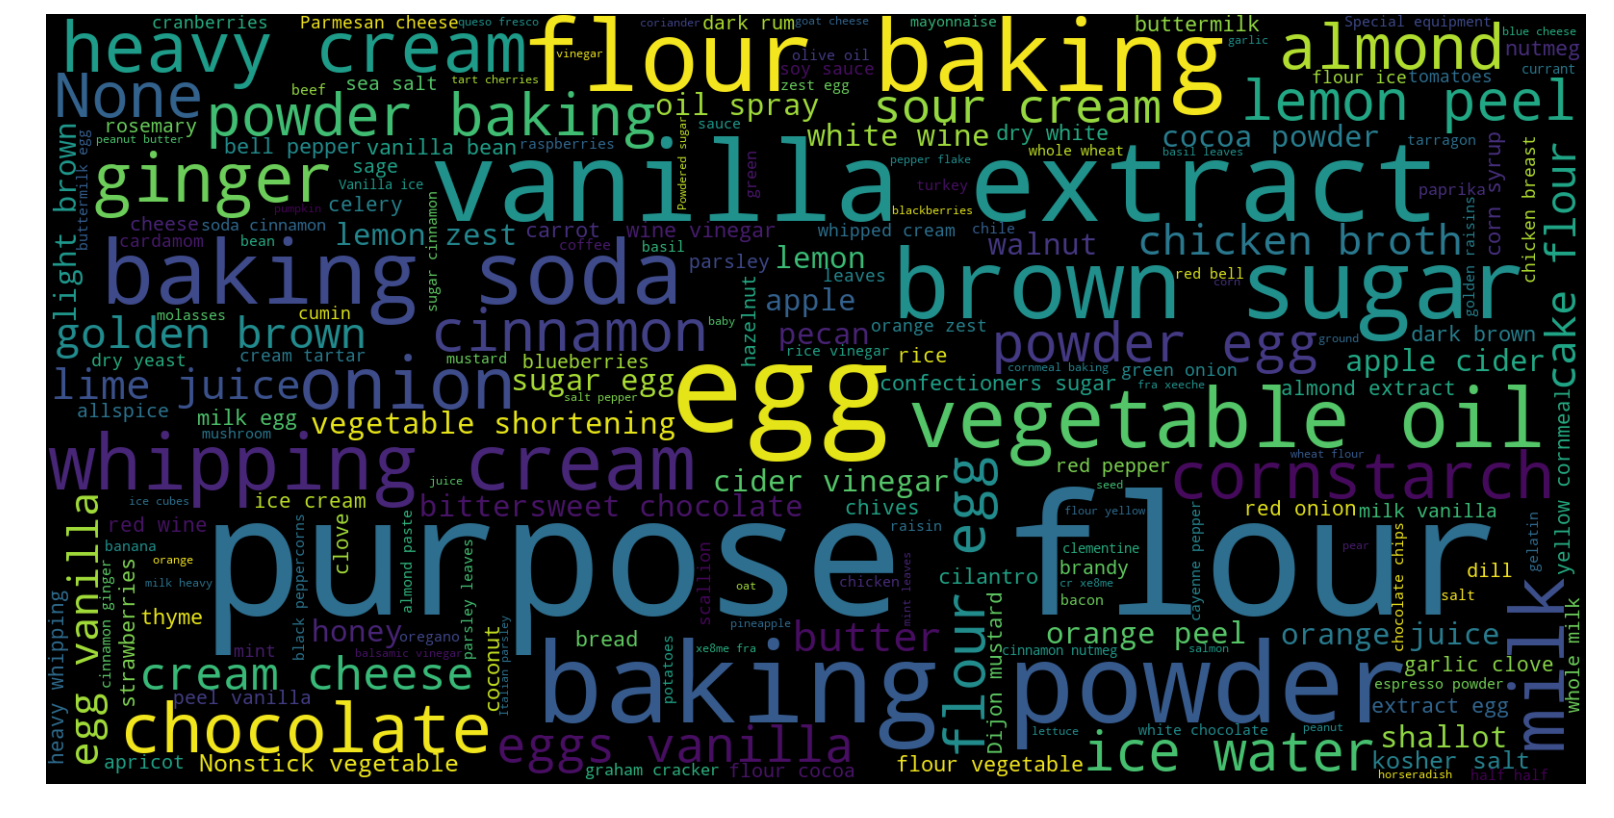 cranberries Parmesan cheese queso fresco coriander dark rum goat cheese mayonnaise buttermilk Special equipment blue cheese
heavy cream flour baking almond nutmeg
vinegar olive oil garlic
soy sauce flour ice tomatoes currant
None beef sea salt tart cherries zest egg
powder baking oil spray sour cream lemon peel
rosemary peanut butter bell pepper vanilla bean raspberries sauce white wine dry white cocoa powder tarragon
whole wheat basil leaves
light brown buttermilk egg ginger sage Vanilla ice vanilla extract pepper flake turkey green Powdered sugar paprika corn syrup chicken breast
pumpkin celery blackberries
cheese soda cinnamon lemon zest carrot wine vinegar whipped cream chile walnut chicken broth golden raisins cake flour
cardamom bean sugar cinnamon coffee basil parsley lemon leaves
baking soda apple brown sugar red bell corn
molasses cumin baby hazelnut
golden brown cinnamon pecan orange zest powder egg ground dark brown
dry yeast cream tartar mustard blueberries rice vinegar rice cornmeal baking green onion apple cider
lime juice onion sugar egg salt pepper egg confectioners sugar fra xeeche almond extract
allspice milk egg vegetable shortening vegetable oil yellow cornmeal
mushroom
whipping cream juice cider vinegar red pepper wheat flour cornstarch
seed
ice cubes ice cream bittersweet chocolate chives flour egg flour yellow red onion milk vanilla
egg vanilla red wine clove raisin
banana black peppercorns almond paste purpose flour clementine cayenne pepper pear chocolate chips gelatin
orange parsley leaves scallion oat chicken mint leaves cilantro brandy dill
milk heavy cr xe8me bacon salt milk
heavy whipping cinnamon ginger strawberries thyme honey oregano pineapple Dijon mustard
mint balsamic vinegar coconut Italian parsley bread potatoes xe8me fra butter orange peel orange juice whole milk
cream cheese cinnamon nutmeg salmon garlic clove
peel vanilla baking powder espresso powder
chocolate extract egg
eggs vanilla lettuce white chocolate peanut shallot
apricot Nonstick vegetable graham cracker flour cocoa flour vegetable ice water kosher salt
horseradish half half